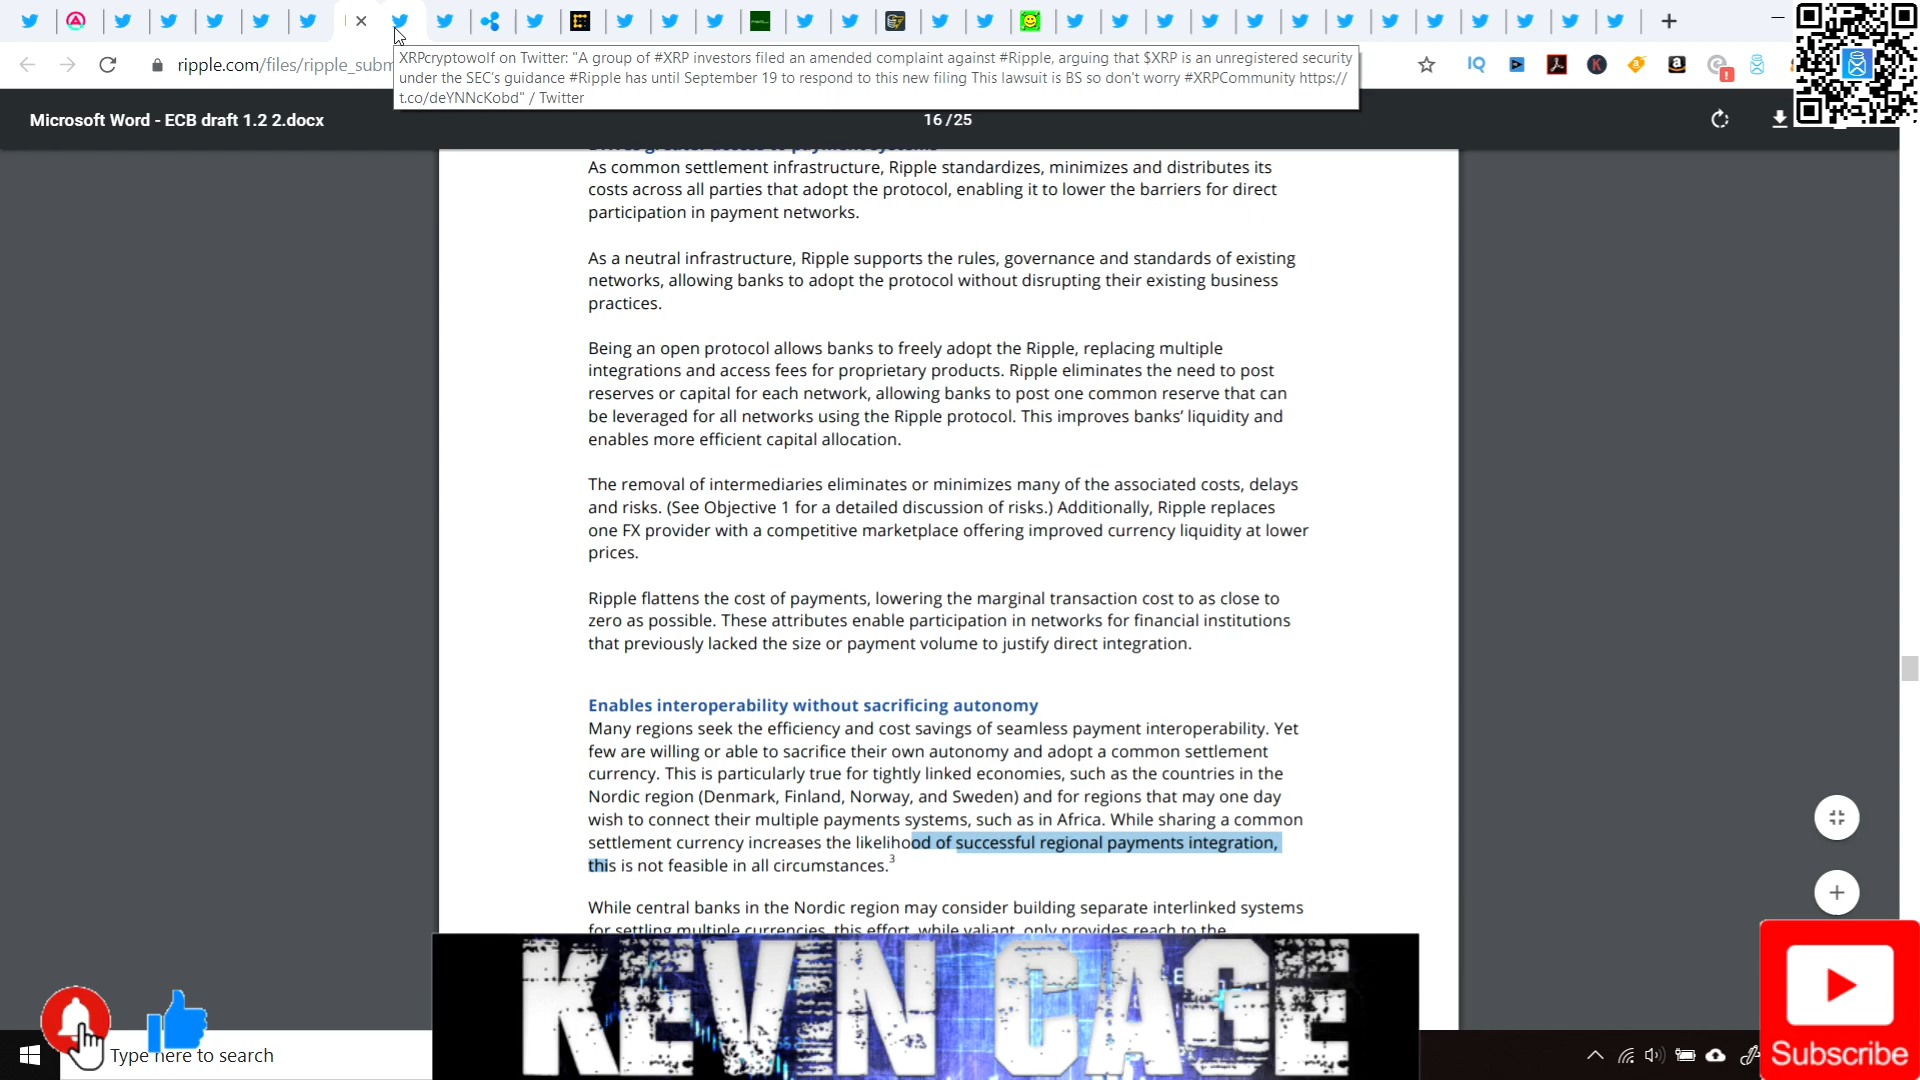 ripple.com/files/ripple_subm
XRPcryptowolf on Twitter: "A group of #XRP investors filed an amended complaint against #Ripple, arguing that $XRP is an unregistered security
under the SEC's guidance #Ripple has until September 19 to respond to this new filing This lawsuit is BS so don't worry #XRPCommunity https://
t.co/deYNNcKobd" / Twitter
IQ
Microsoft Word - ECB draft 1.2 2.docx
16 / 25
Drives greater access to payment systems
As common settlement infrastructure, Ripple standardizes, minimizes and distributes its
costs across all parties that adopt the protocol, enabling it to lower the barriers for direct
participation in payment networks.
As a neutral infrastructure, Ripple supports the rules, governance and standards of existing
networks, allowing banks to adopt the protocol without disrupting their existing business
practices.
Being an open protocol allows banks to freely adopt the Ripple, replacing multiple
integrations and access fees for proprietary products. Ripple eliminates the need to post
reserves or capital for each network, allowing banks to post one common reserve that can
be leveraged for all networks using the Ripple protocol. This improves banks' liquidity and
enables more efficient capital allocation.
The removal of intermediaries eliminates or minimizes many of the associated costs, delays
and risks. (See Objective 1 for a detailed discussion of risks.) Additionally, Ripple replaces
one FX provider with a competitive marketplace offering improved currency liquidity at lower
prices.
Ripple flattens the cost of payments, lowering the marginal transaction cost to as close to
zero as possible. These attributes enable participation in networks for financial institutions
that previously lacked the size or payment volume to justify direct integration.
Enables interoperability without sacrificing autonomy
Many regions seek the efficiency and cost savings of seamless payment interoperability. Yet
few are willing or able to sacrifice their own autonomy and adopt a common settlement
currency. This is particularly true for tightly linked economies, such as the countries in the
Nordic region (Denmark, Finland, Norway, and Sweden) and for regions that may one day
wish to connect their multiple payments systems, such as in Africa. While sharing a common
settlement currency increases the likelihood of successful regional payments integration,
this is not feasible in all circumstances.3
While central banks in the Nordic region may consider building separate interlinked systems
for settling multiple currencies, this effort, while valiant, only provides reach to the
KEVIN CAGE
Type here to search
Subscribe